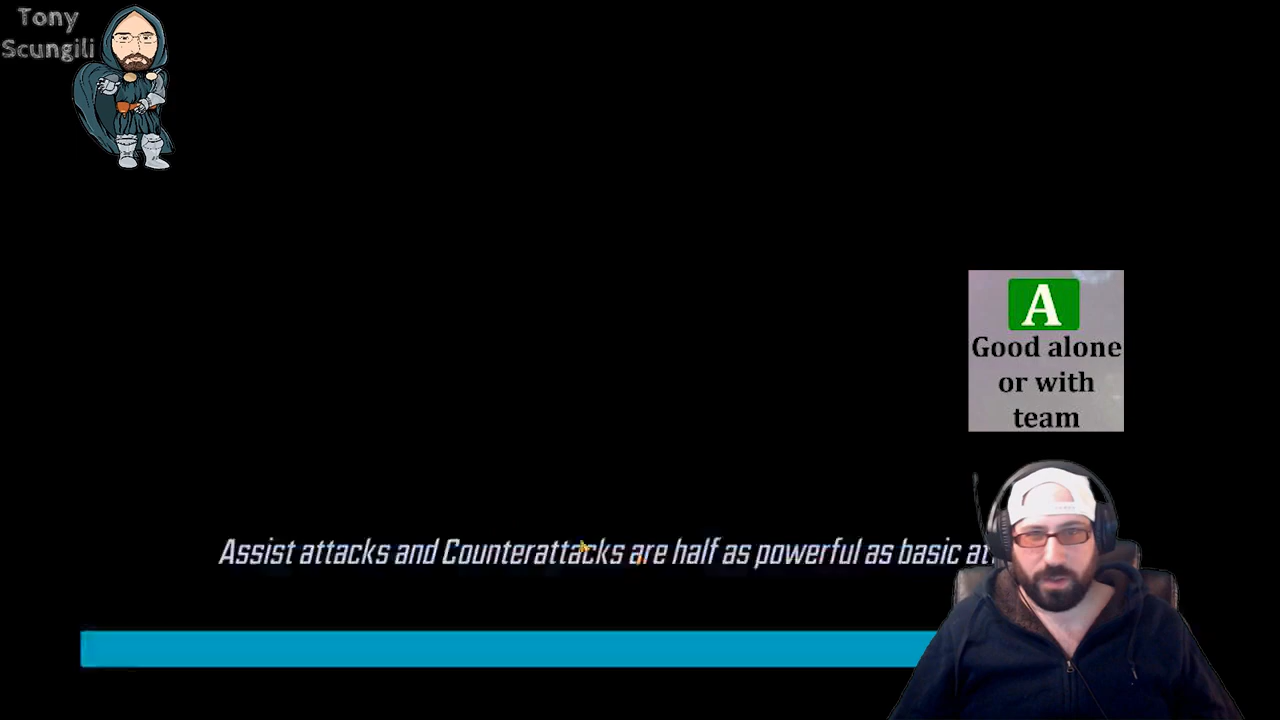 Tony
Scungili
A
Good alone
or with
team
Assist attacks and Counterattacks are half as powerful as basic